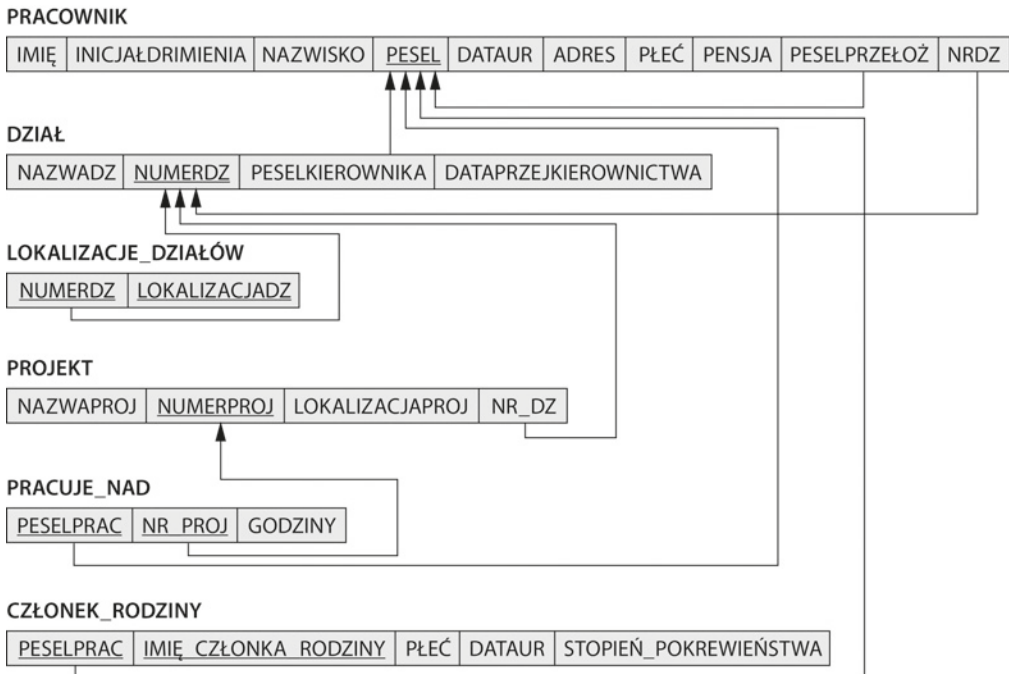 PRACOWNIK
IMIĘ INICJAŁDRIMIENIA NAZWISKO PESEL DATAUR ADRES PŁEĆ PENSJA PESELPRZEŁOŻ NRDZ
DZIAŁ
NAZWADZ NUMERDZ PESELKIEROWNIKA DATAPRZEJKIEROWNICTWA
LOKALIZACJE_DZIAŁÓW
NUMERDZ LOKALIZACJADZ
PROJEKT
NAZWAPROJ NUMERPROJ LOKALIZACJAPROJ NR_DZ
PRACUJE_NAD
PESELPRAC NR_PROJ GODZINY
CZŁONEK_RODZINY
PESELPRAC IMIĘ_CZŁONKA_RODZINY PŁEĆ DATAUR STOPIEŃ_POKREWIEŃSTWA